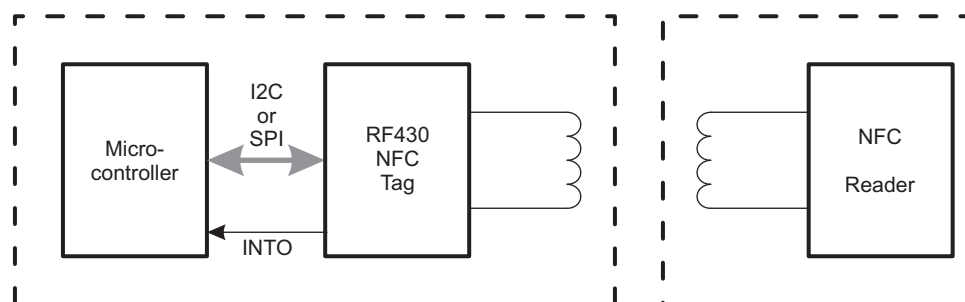 Micro-
controller
I2C
or
SPI
INTO
RF430
NFC
Tag
NFC
Reader